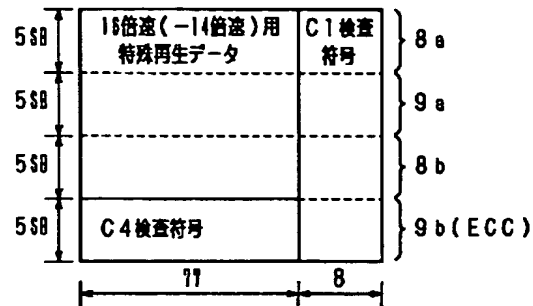 5SB
16倍速(−14倍速)用
特殊再生データ
C1検査
符号
8a
5SB
9a
5SB
8b
5SB
C4検査符号
9b(ECC)
77
8